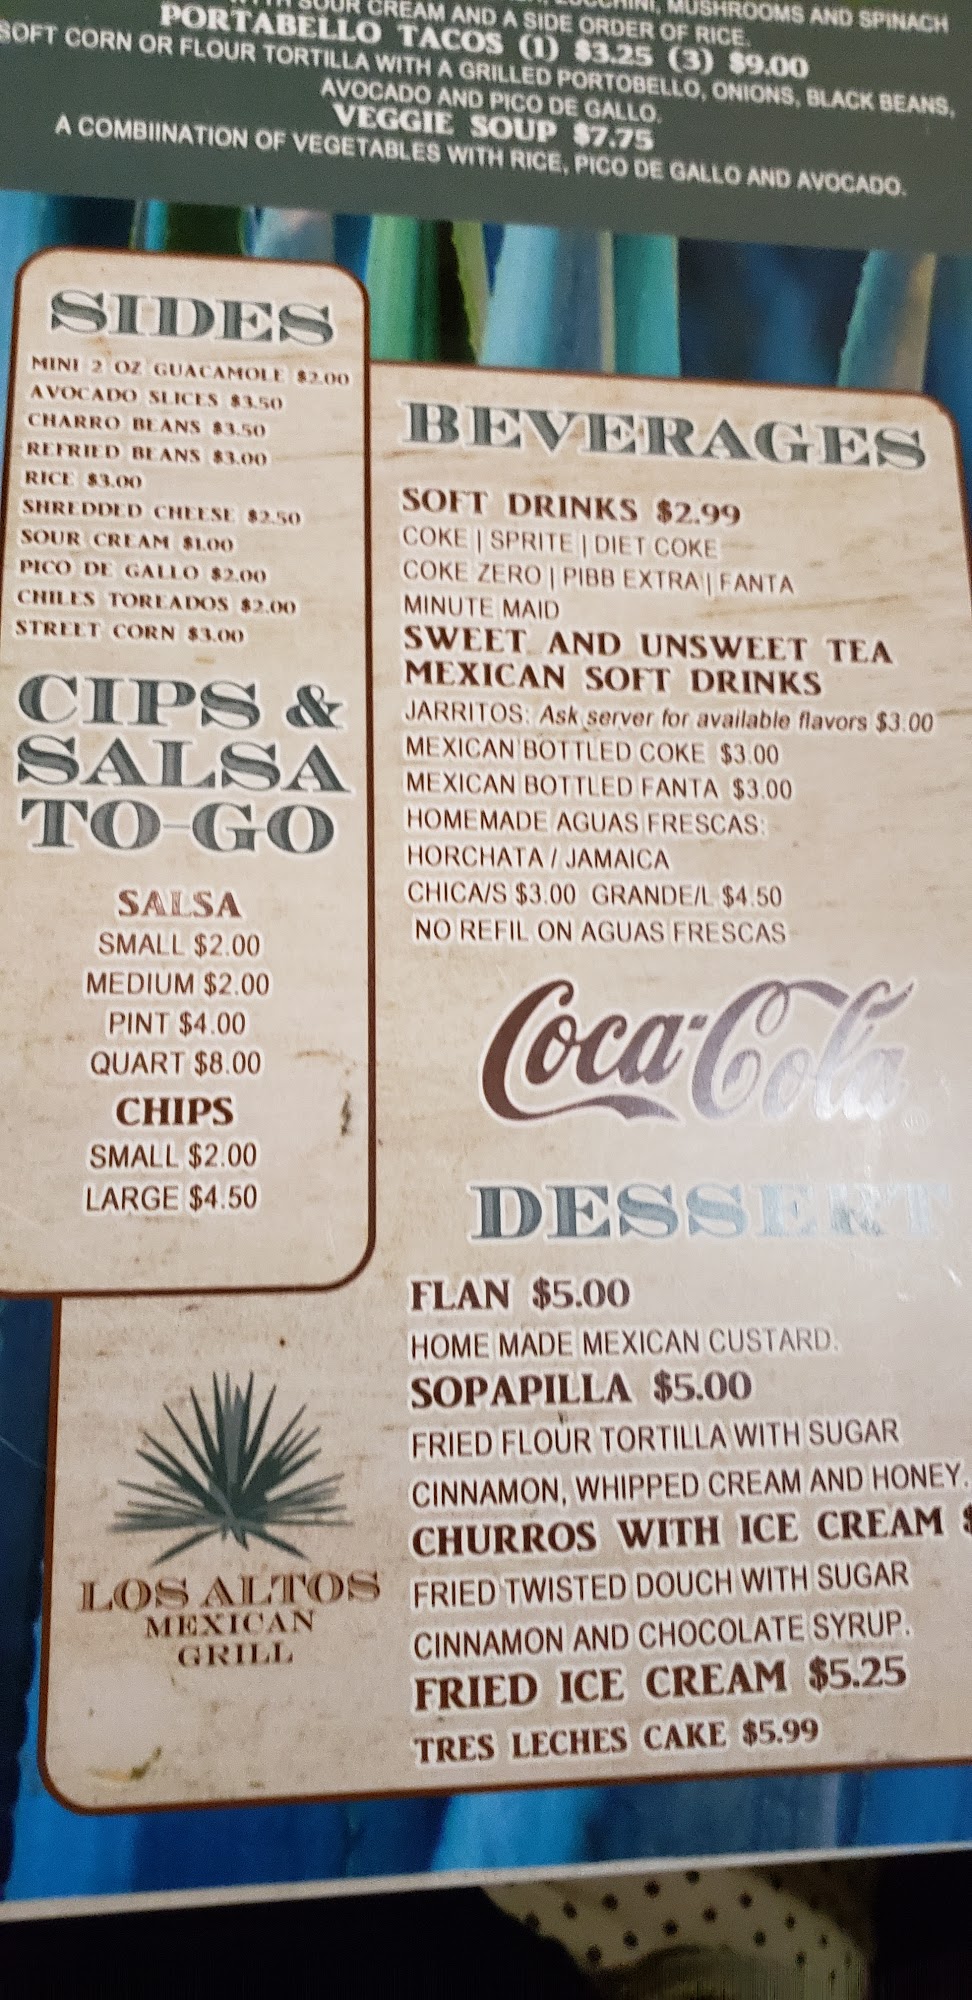 SOUR CREAM AND A SIDE ORDER OF RICE.
MUSHROOMS AND SPINACH
PORTABELLO TACOS (1) $3.25 (3) $9.00
SOFT CORN OR FLOUR TORTILLA WITH A GRILLED PORTOBELLO, ONIONS, BLACK BEANS,
AVOCADO AND PICO DE GALLO.
VEGGIE SOUP $7.75
A COMBIINATION OF VEGETABLES WITH RICE, PICO DE GALLO AND AVOCADO.
SIDES
MINI 2 OZ GUACAMOLE $2.00
AVOCADO SLICES $3.50
CHARRO BEANS $3.50
REFRIED BEANS $3.00
RICE $3.00
SHREDDED CHEESE $2.50
SOUR CREAM $1.00
PICO DE GALLO $2.00
CHILES TOREADOS $2.00
STREET CORN $3.00
CIPS &
SALSA
TO-GO
SALSA
SMALL $2.00
MEDIUM $2.00
PINT $4.00
QUART $8.00
CHIPS
SMALL $2.00
LARGE $4.50
BEVERAGES
SOFT DRINKS $2.99
COKE | SPRITE | DIET COKE
COKE ZERO | PIBB EXTRA | FANTA
MINUTE MAID
SWEET AND UNSWEET TEA
MEXICAN SOFT DRINKS
JARRITOS: Ask server for available flavors $3.00
MEXICAN BOTTLED COKE $3.00
MEXICAN BOTTLED FANTA $3.00
HOMEMADE AGUAS FRESCAS:
HORCHATA / JAMAICA
CHICA/S $3.00 GRANDE/L $4.50
NO REFIL ON AGUAS FRESCAS
Coca-Cola
DESSERT
FLAN $5.00
HOME MADE MEXICAN CUSTARD.
SOPAPILLA $5.00
FRIED FLOUR TORTILLA WITH SUGAR
CINNAMON, WHIPPED CREAM AND HONEY.
CHURROS WITH ICE CREAM $
FRIED TWISTED DOUCH WITH SUGAR
CINNAMON AND CHOCOLATE SYRUP.
FRIED ICE CREAM $5.25
TRES LECHES CAKE $5.99
LOS ALTOS
MEXICAN
GRILL